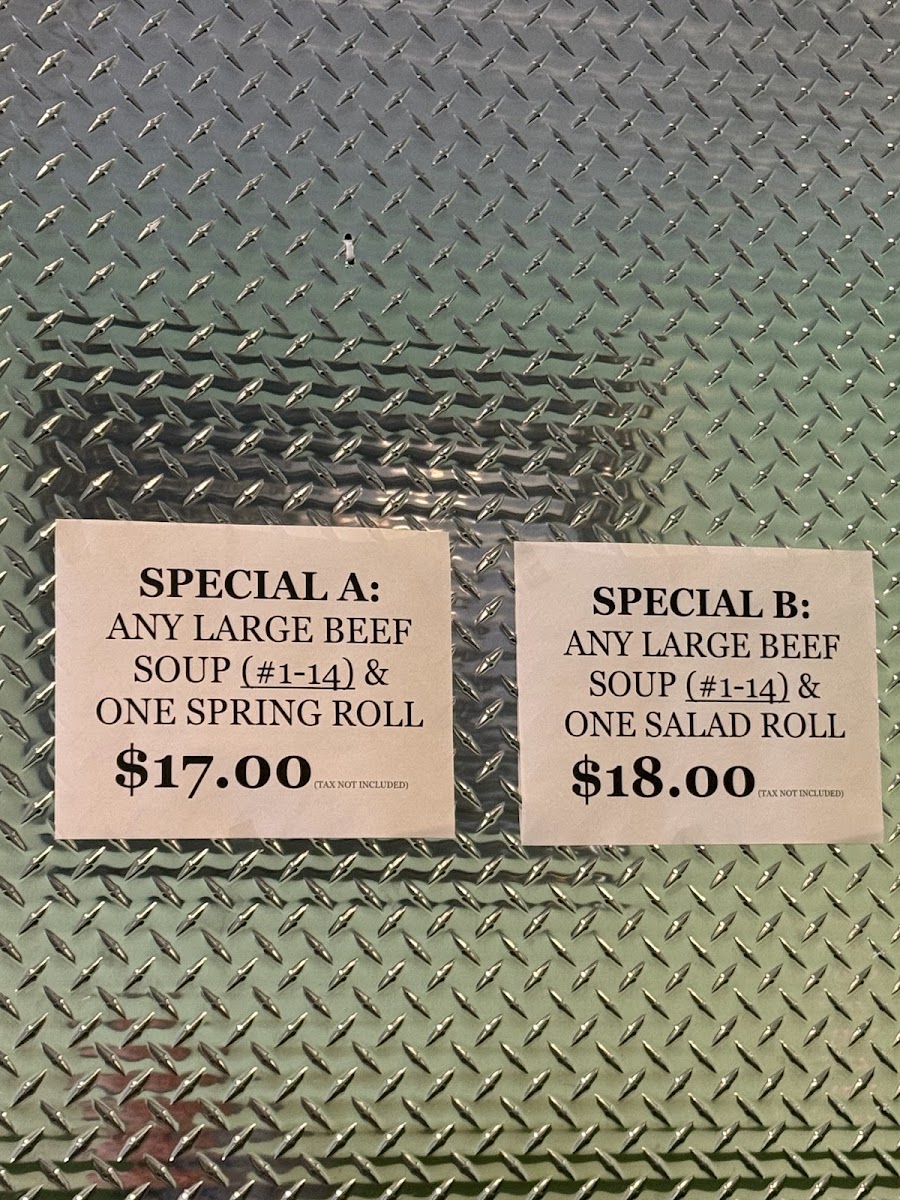 SPECIAL A:
ANY LARGE BEEF
SOUP (#1-14) &
ONE SPRING ROLL
$17.00 (TAX NOT INCLUDED)
SPECIAL B:
ANY LARGE BEEF
SOUP (#1-14) &
ONE SALAD ROLL
$18.00 (TAX NOT INCLUDED)